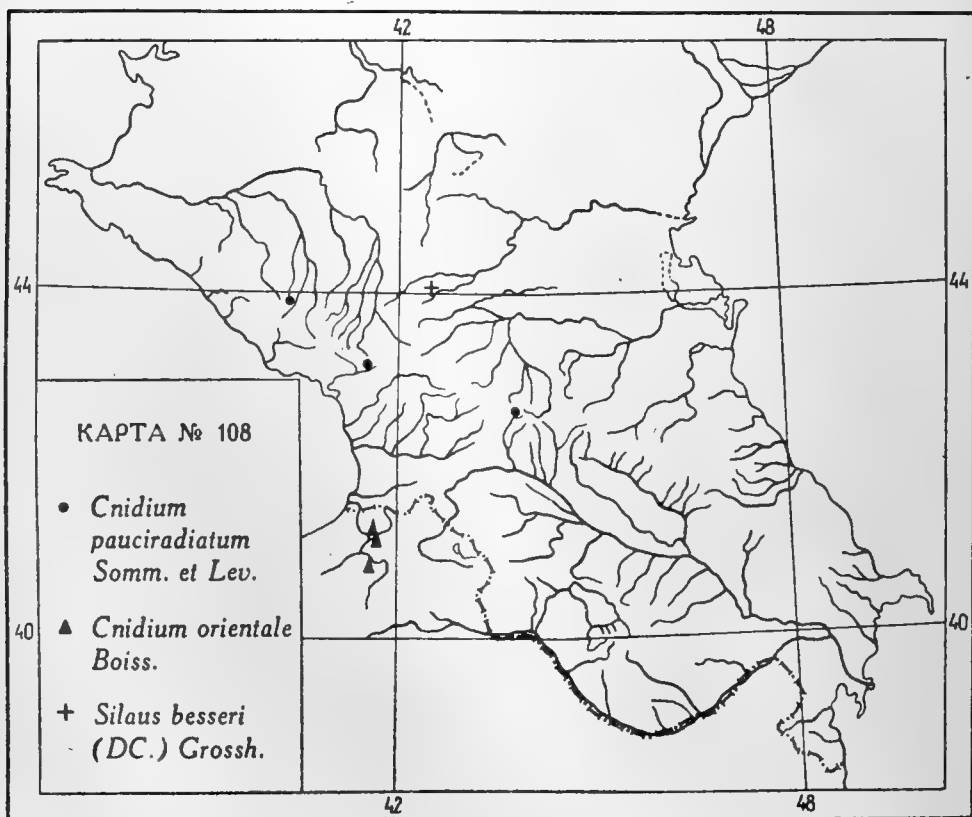 42 48
44 44
КАРТА № 108
• Cnidium
pauciradiatum
Somm. et Lev.
▲ Cnidium orientale
Boiss.
+ Silaus besseri
(DC.) Grossh.
40 40
42 48